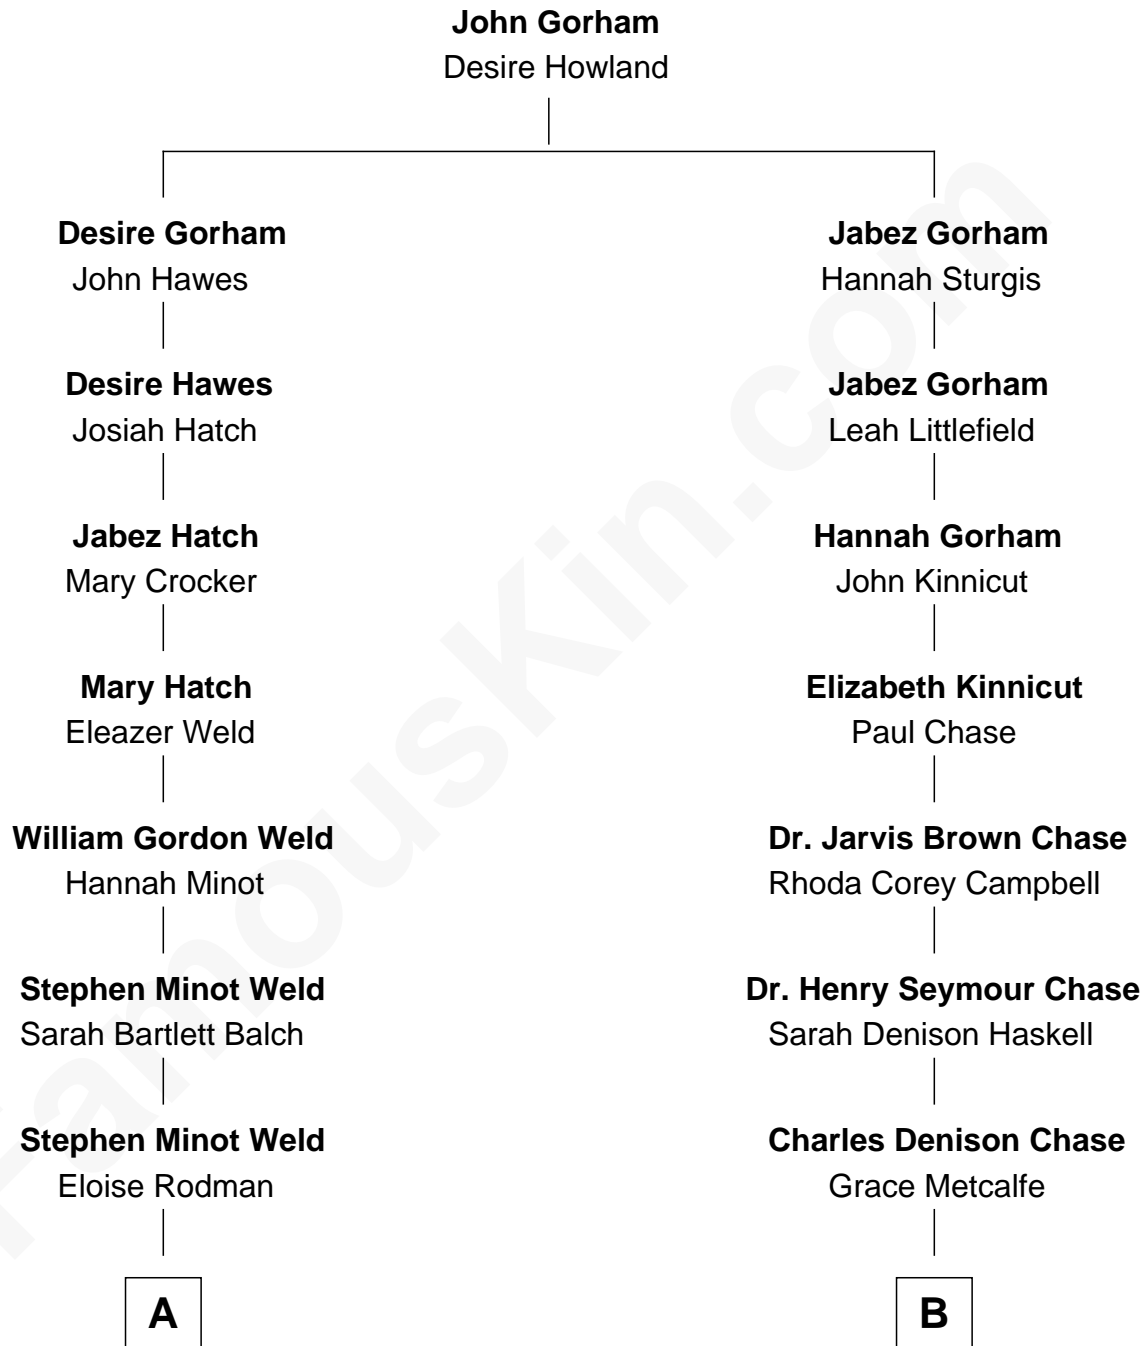 John Gorham
Desire Howland
Desire Gorham
John Hawes
Jabez Gorham
Hannah Sturgis
Desire Hawes
Josiah Hatch
Jabez Gorham
Leah Littlefield
Jabez Hatch
Mary Crocker
Hannah Gorham
John Kinnicut
Mary Hatch
Eleazer Weld
Elizabeth Kinnicut
Paul Chase
William Gordon Weld
Hannah Minot
Dr. Jarvis Brown Chase
Rhoda Corey Campbell
Stephen Minot Weld
Sarah Bartlett Balch
Dr. Henry Seymour Chase
Sarah Denison Haskell
Stephen Minot Weld
Eloise Rodman
Charles Denison Chase
Grace Metcalfe
A
B
FamousKin.com